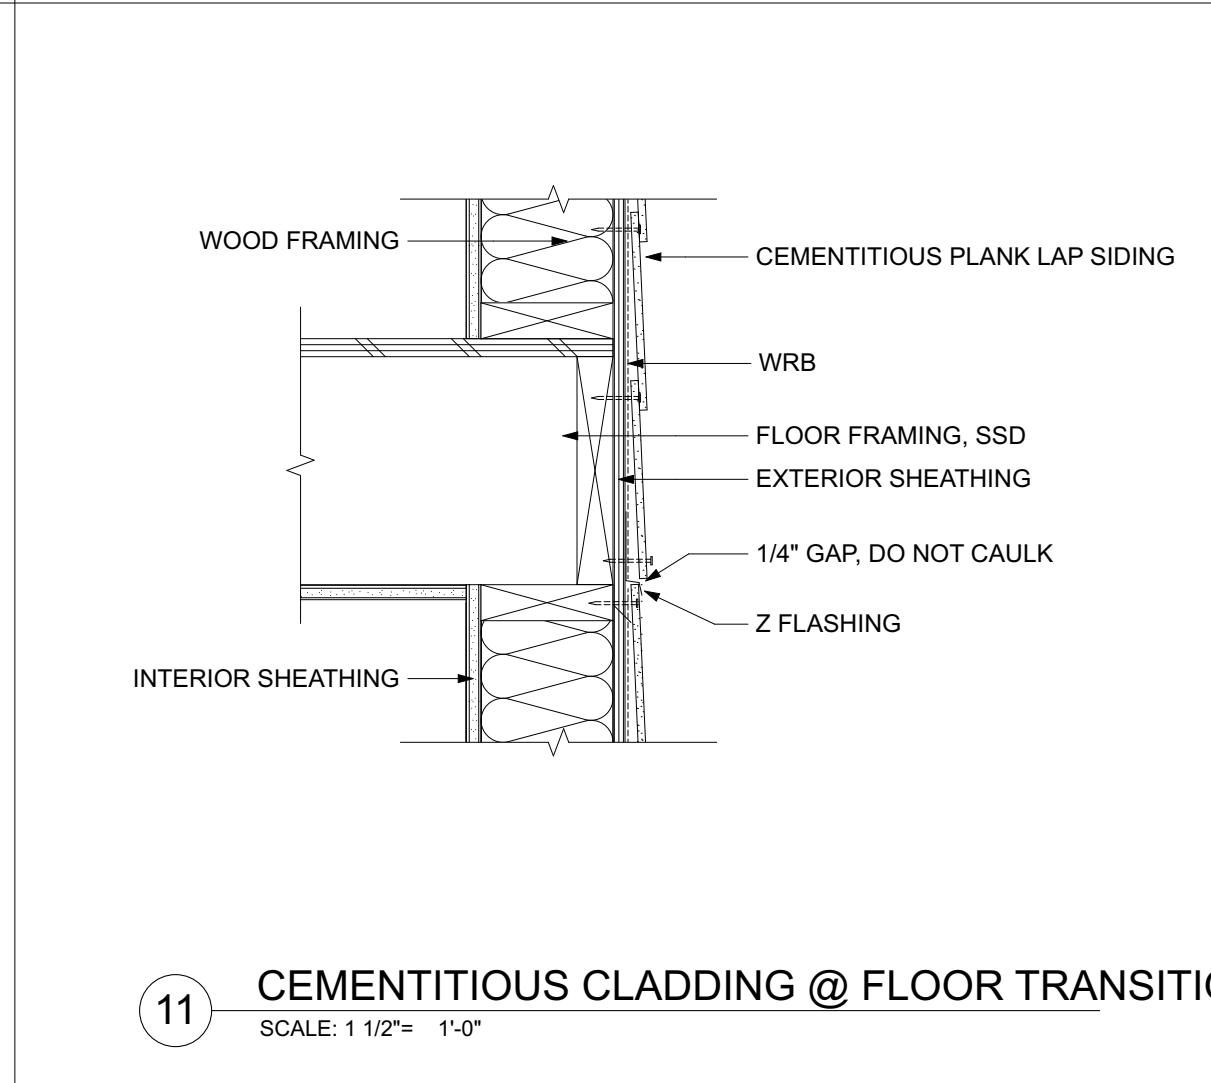 WOOD FRAMING
CEMENTITIOUS PLANK LAP SIDING
WRB
FLOOR FRAMING, SSD
EXTERIOR SHEATHING
1/4" GAP, DO NOT CAULK
Z FLASHING
INTERIOR SHEATHING
11
CEMENTITIOUS CLADDING @ FLOOR
SCALE: 1 1/2"= 1'-0"